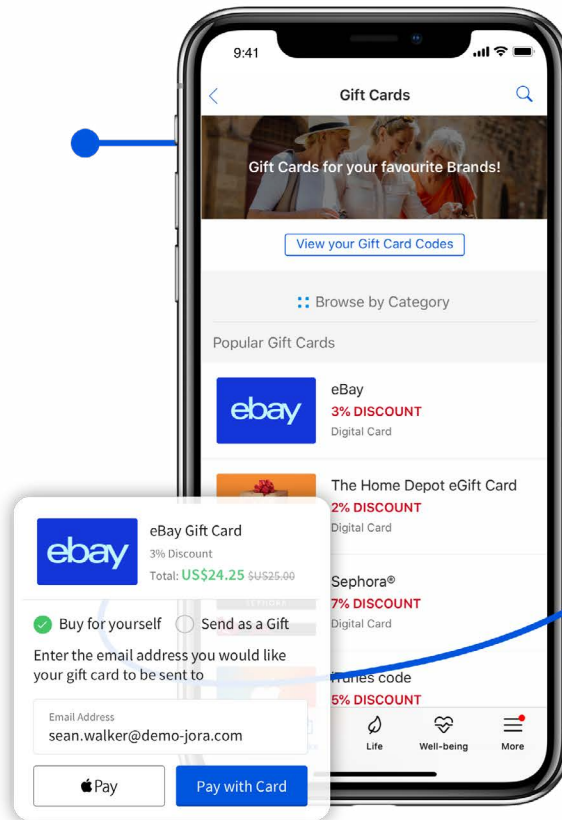 9:41
Gift Cards
Gift Cards for your favourite Brands!
View your Gift Card Codes
Browse by Category
Popular Gift Cards
ebay
eBay
3% DISCOUNT
Digital Card
The Home Depot eGift Card
2% DISCOUNT
Digital Card
Sephora®
7% DISCOUNT
Digital Card
iTunes code
5% DISCOUNT
Life
Well-being
More
ebay
eBay Gift Card
3% Discount
Total: US$24.25 $US25.00
Buy for yourself
Send as a Gift
Enter the email address you would like
your gift card to be sent to
Email Address
sean.walker@demo-jora.com
Pay
Pay with Card